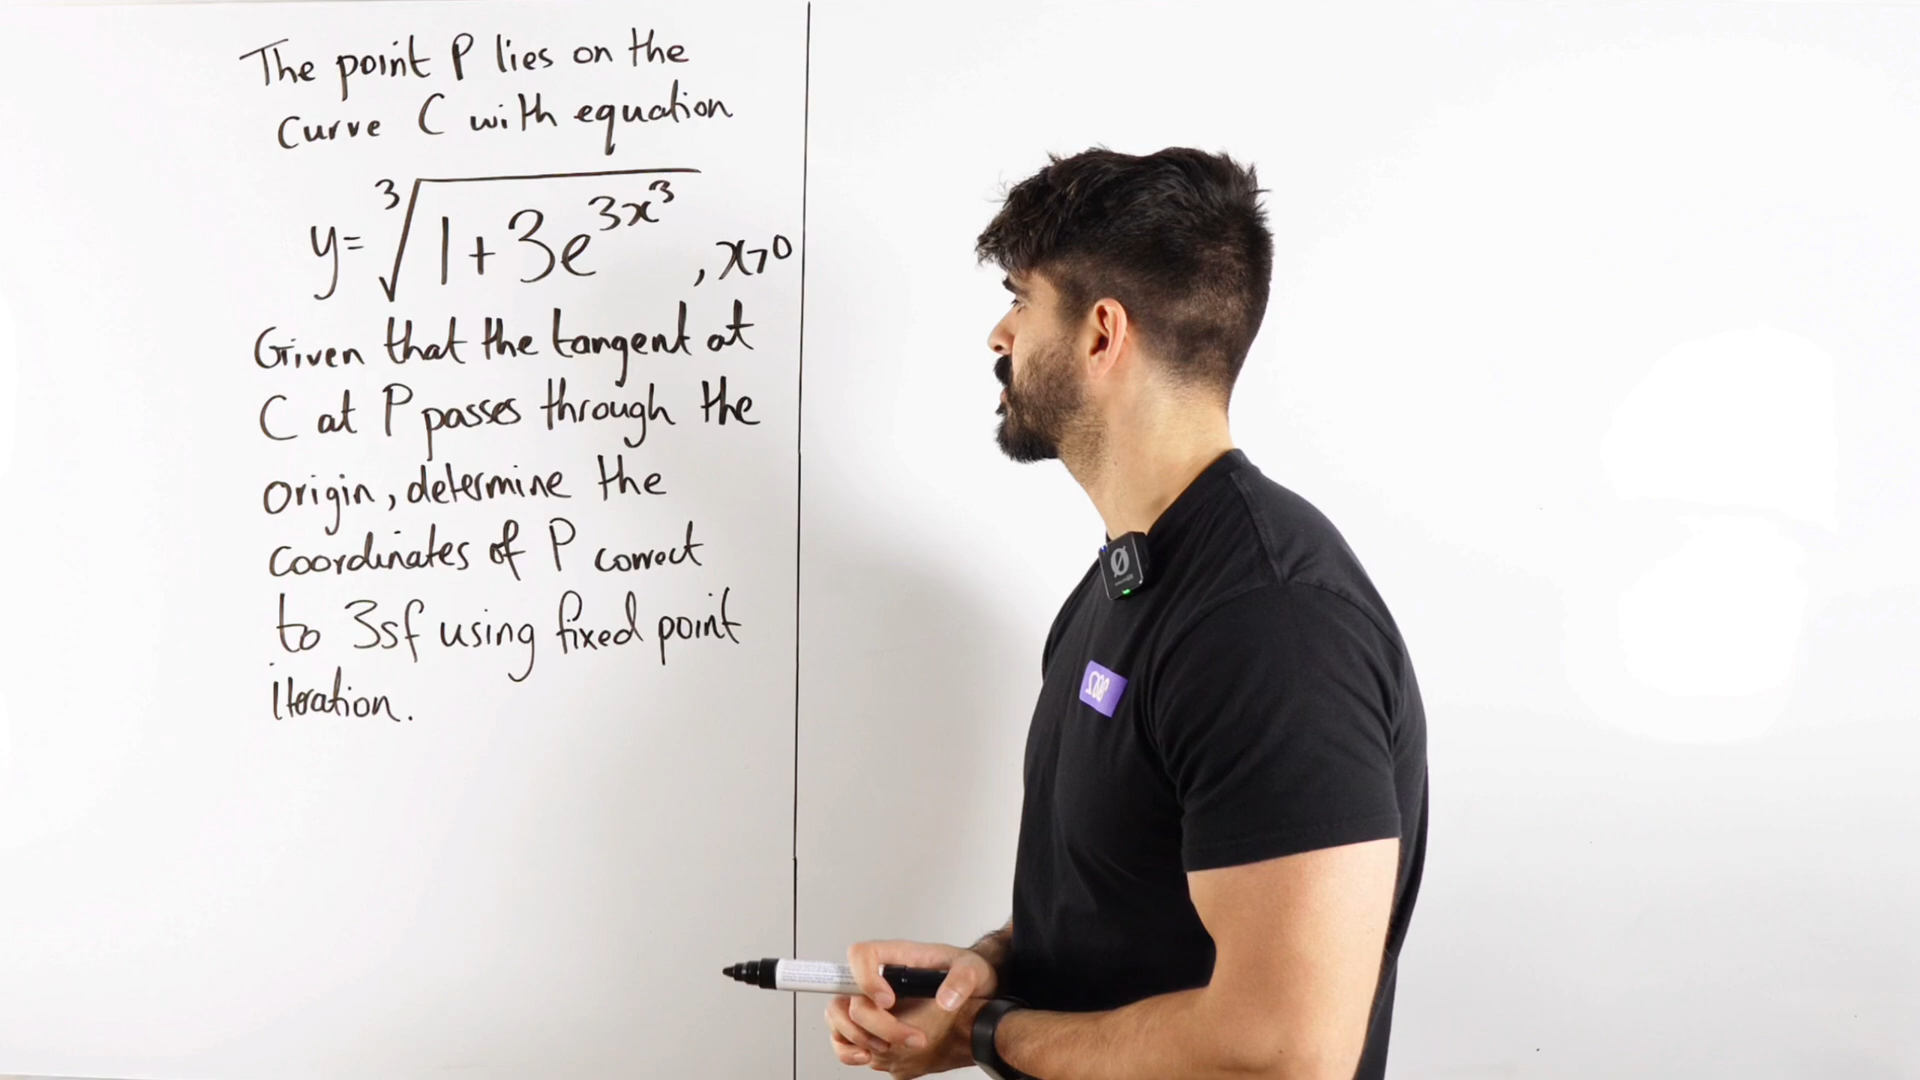 The point P lies on the
curve C with equation
y = ∛(1+3e^(3x³)), x>0
Given that the tangent at
C at P passes through the
origin, determine the
coordinates of P correct
to 3sf using fixed point
iteration.